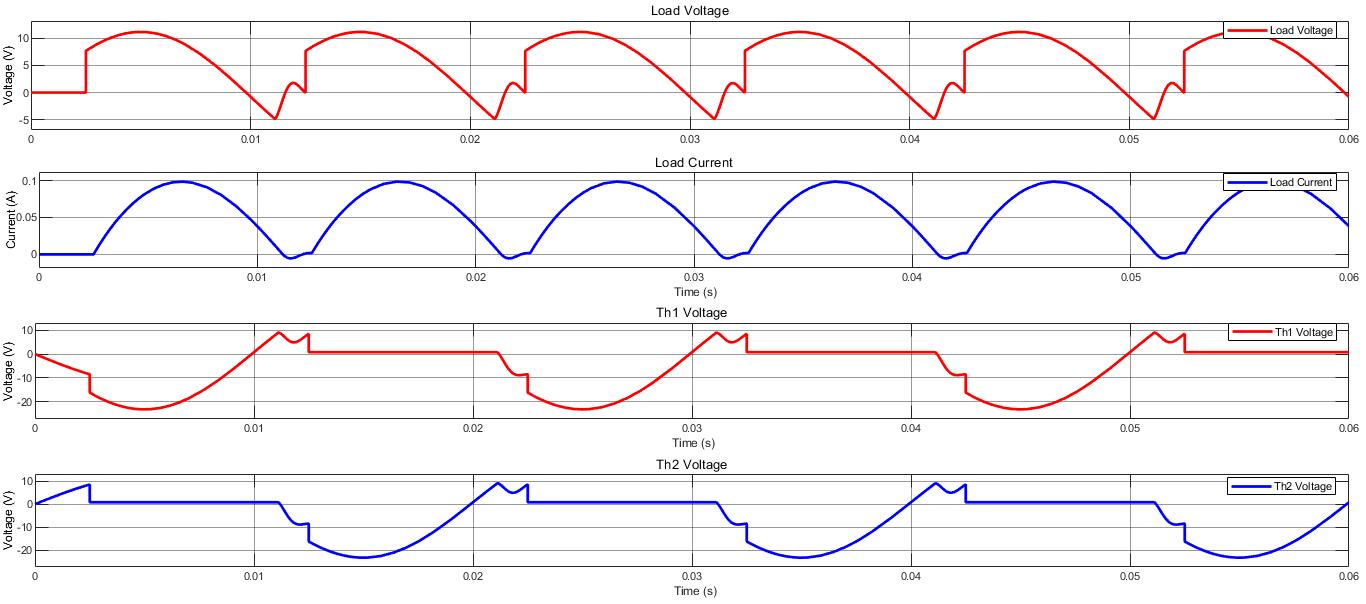 Load Voltage
Voltage (V)
10
5
0
-5
Load Voltage
0 0.01 0.02 0.03 0.04 0.05 0.06
Load Current
Current (A)
0.1
0.05
0
Load Current
0 0.01 0.02 0.03 0.04 0.05 0.06
Time (s)
Th1 Voltage
Voltage (V)
10
0
-10
-20
Th1 Voltage
0 0.01 0.02 0.03 0.04 0.05 0.06
Time (s)
Th2 Voltage
Voltage (V)
10
0
-10
-20
Th2 Voltage
0 0.01 0.02 0.03 0.04 0.05 0.06
Time (s)